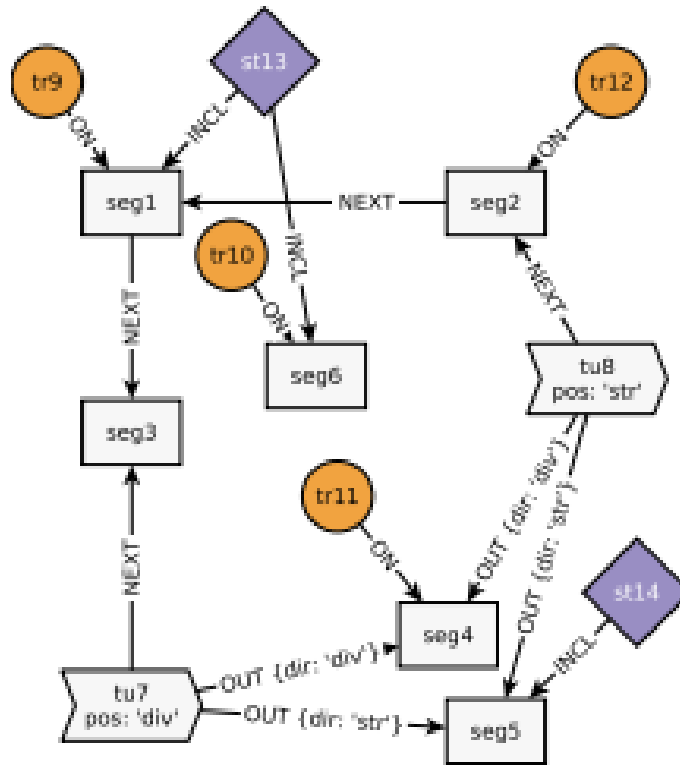 st13
tr9
tr12
ON
INCL
ON
seg1
NEXT
seg2
tr10
INCL
NEXT
ON
NEXT
seg6
tu8
pos: 'str'
seg3
tr11
OUT {dir: 'div'}
OUT {dir: 'str'}
ON
NEXT
st14
seg4
INCL
OUT {dir: 'div'}
tu7
pos: 'div'
OUT {dir: 'str'}
seg5